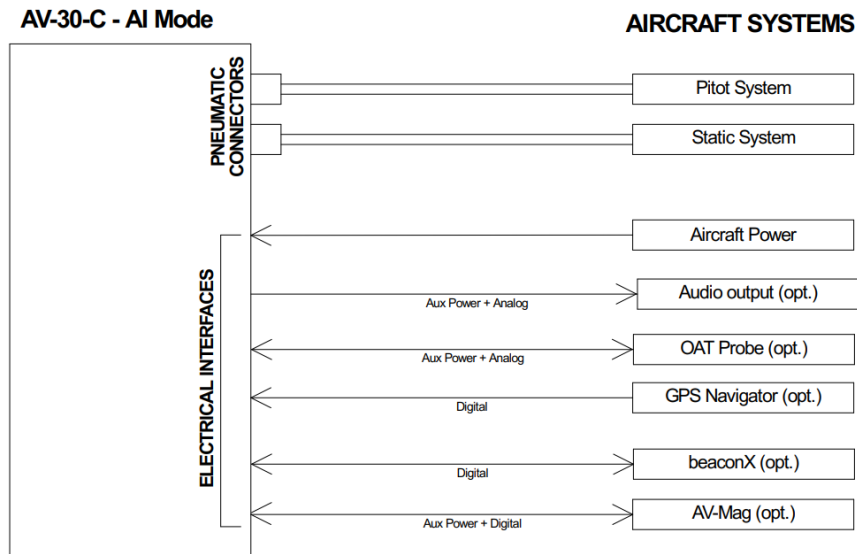 AV-30-C - AI Mode
AIRCRAFT SYSTEMS
PNEUMATIC
CONNECTORS
Pitot System
Static System
ELECTRICAL INTERFACES
Aircraft Power
Audio output (opt.)
Aux Power + Analog
OAT Probe (opt.)
Aux Power + Analog
GPS Navigator (opt.)
Digital
beaconX (opt.)
Digital
AV-Mag (opt.)
Aux Power + Digital